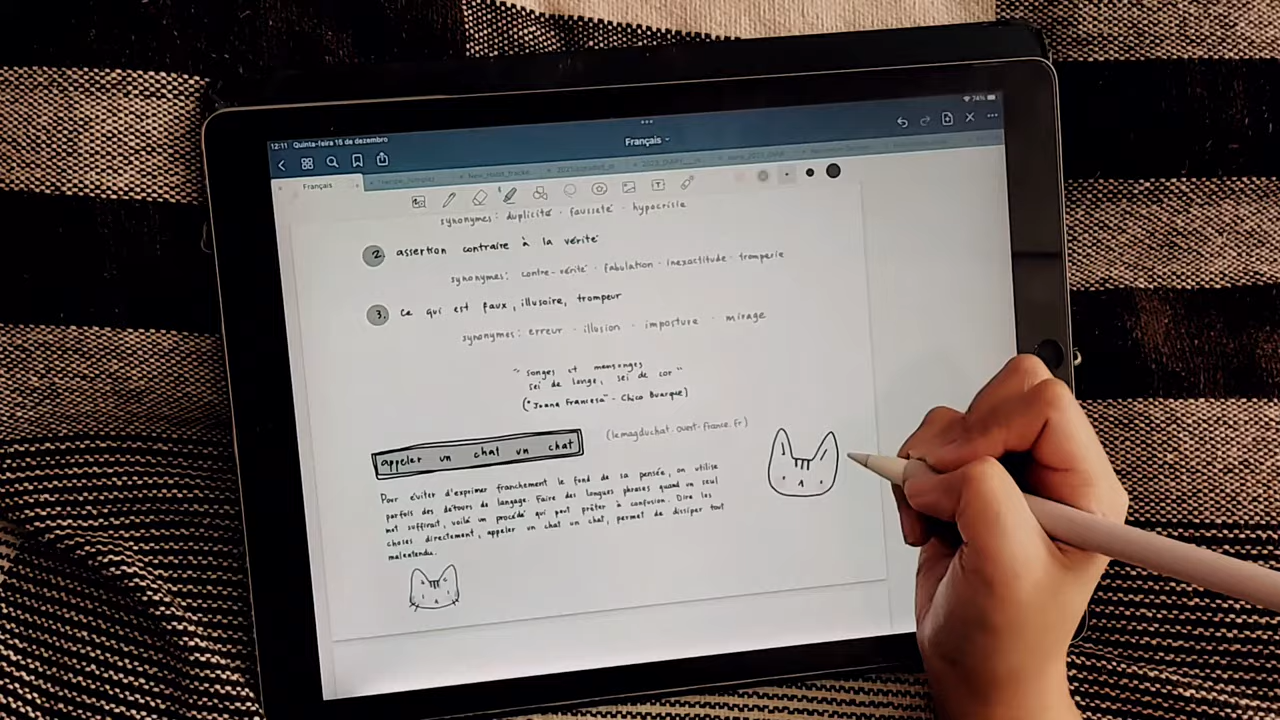 12:11 Quinta-feira 15 de dezembro
74%
Français
Français
synonymes: duplicité · fausseté · hypocrisie
2. assertion contraire à la vérité
synonymes: contre-vérité · fabulation · inexactitude · tromperie
3. ce qui est faux, illusoire, trompeur
synonymes: erreur · illusion · imposture · mirage
"songes et mensonges
sei de longe, sei de cor"
("Joana Francesa" - Chico Buarque)
appeler un chat un chat
(lemagduchat.ouest-france.fr)
Pour éviter d'exprimer franchement le fond de sa pensée, on utilise
parfois des détours de langage. Faire des longues phrases quand un seul
mot suffirait, voilà un procédé qui peut prêter à confusion. Dire les
choses directement, appeler un chat un chat, permet de dissiper tout
malentendu.